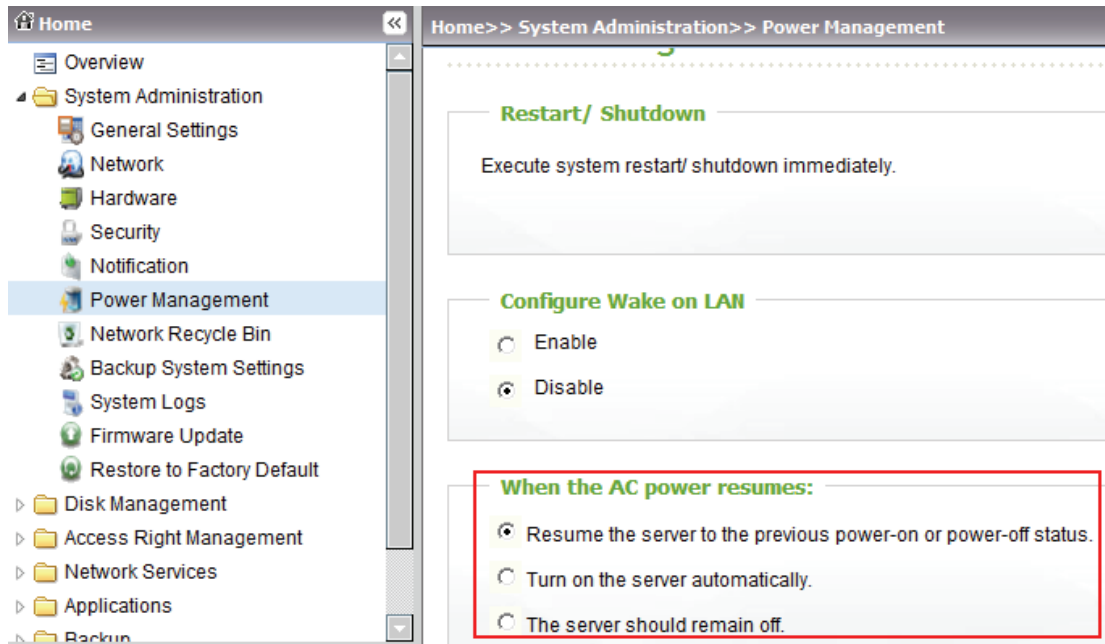 Home
Overview
System Administration
General Settings
Network
Hardware
Security
Notification
Power Management
Network Recycle Bin
Backup System Settings
System Logs
Firmware Update
Restore to Factory Default
Disk Management
Access Right Management
Network Services
Applications
Backup
Home>> System Administration>> Power Management
Restart/ Shutdown
Execute system restart/ shutdown immediately.
Configure Wake on LAN
Enable
Disable
When the AC power resumes:
Resume the server to the previous power-on or power-off status.
Turn on the server automatically.
The server should remain off.